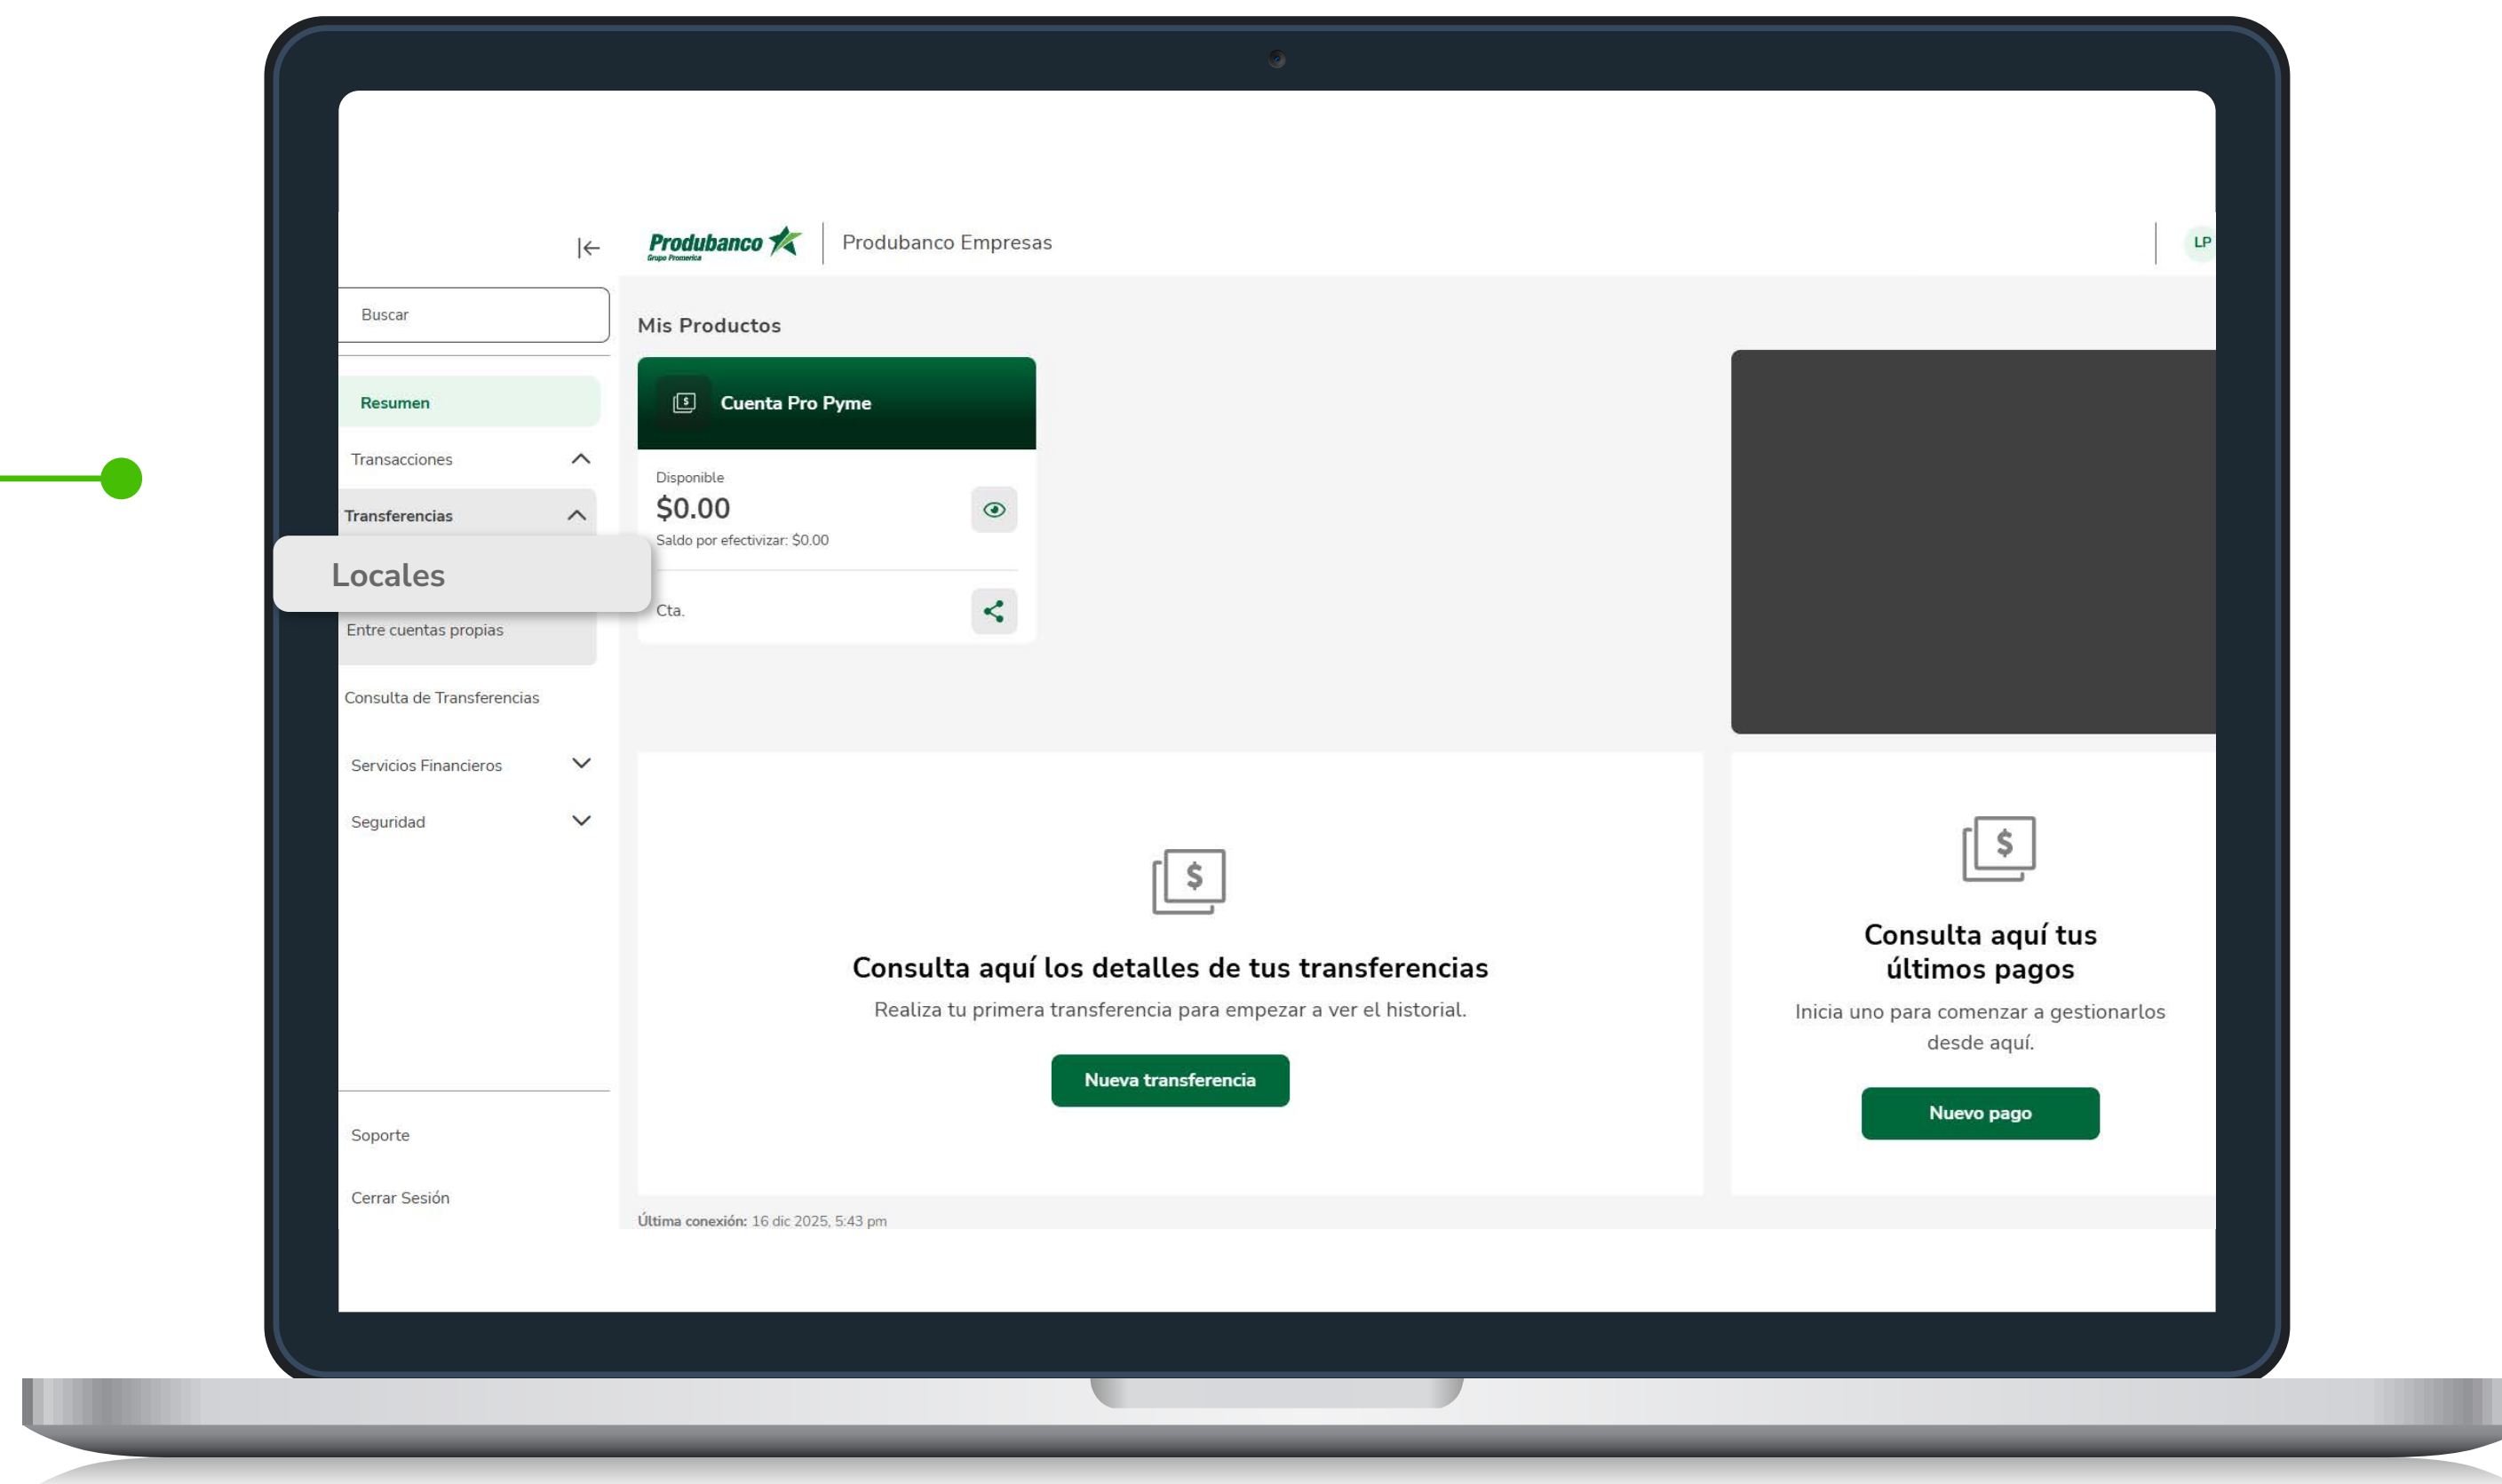 Produbanco
Grupo Promerica
Produbanco Empresas
LP
Buscar
Resumen
Transacciones
Transferencias
Locales
Entre cuentas propias
Consulta de Transferencias
Servicios Financieros
Seguridad
Soporte
Cerrar Sesión
Mis Productos
$
Cuenta Pro Pyme
Disponible
$0.00
Saldo por efectivizar: $0.00
Cta.
$
Consulta aquí los detalles de tus transferencias
Realiza tu primera transferencia para empezar a ver el historial.
Nueva transferencia
$
Consulta aquí tus
últimos pagos
Inicia uno para comenzar a gestionarlos
desde aquí.
Nuevo pago
Última conexión: 16 dic 2025, 5:43 pm